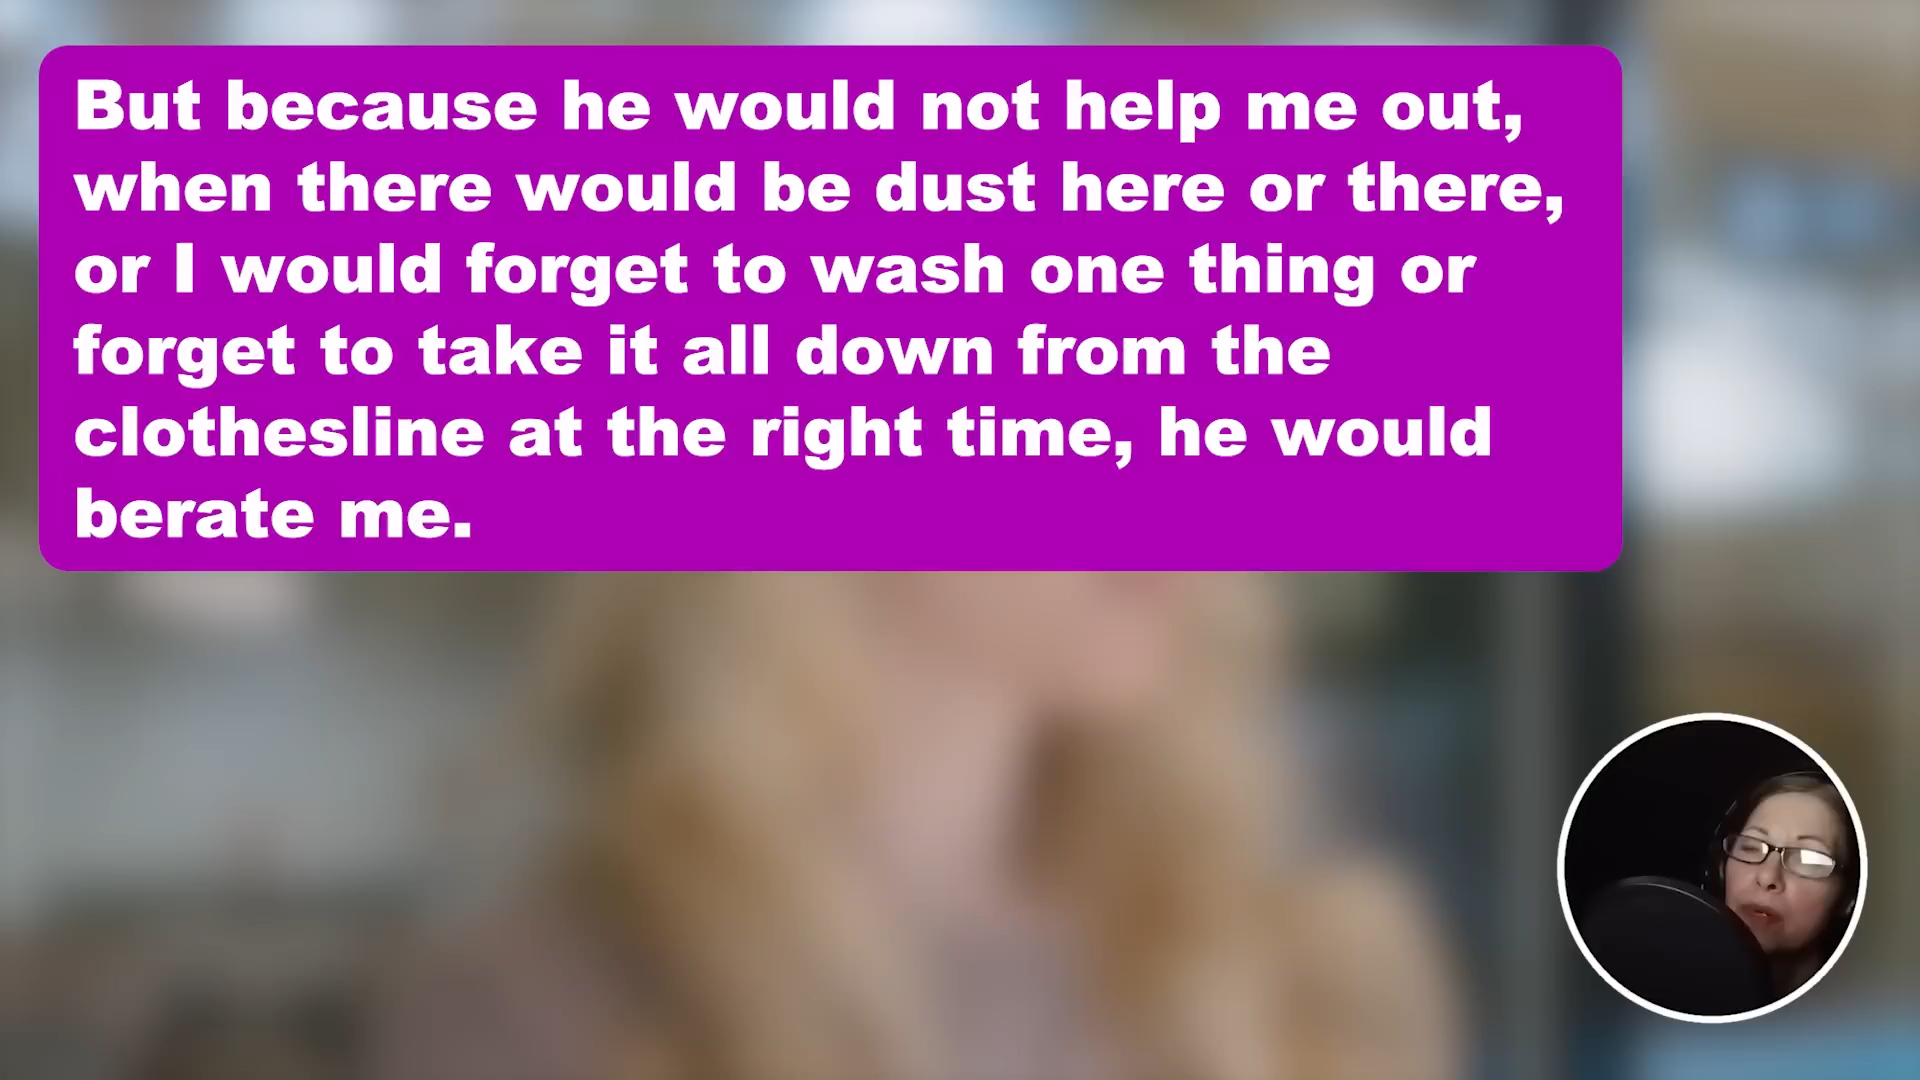 But because he would not help me out,
when there would be dust here or there,
or I would forget to wash one thing or
forget to take it all down from the
clothesline at the right time, he would
berate me.